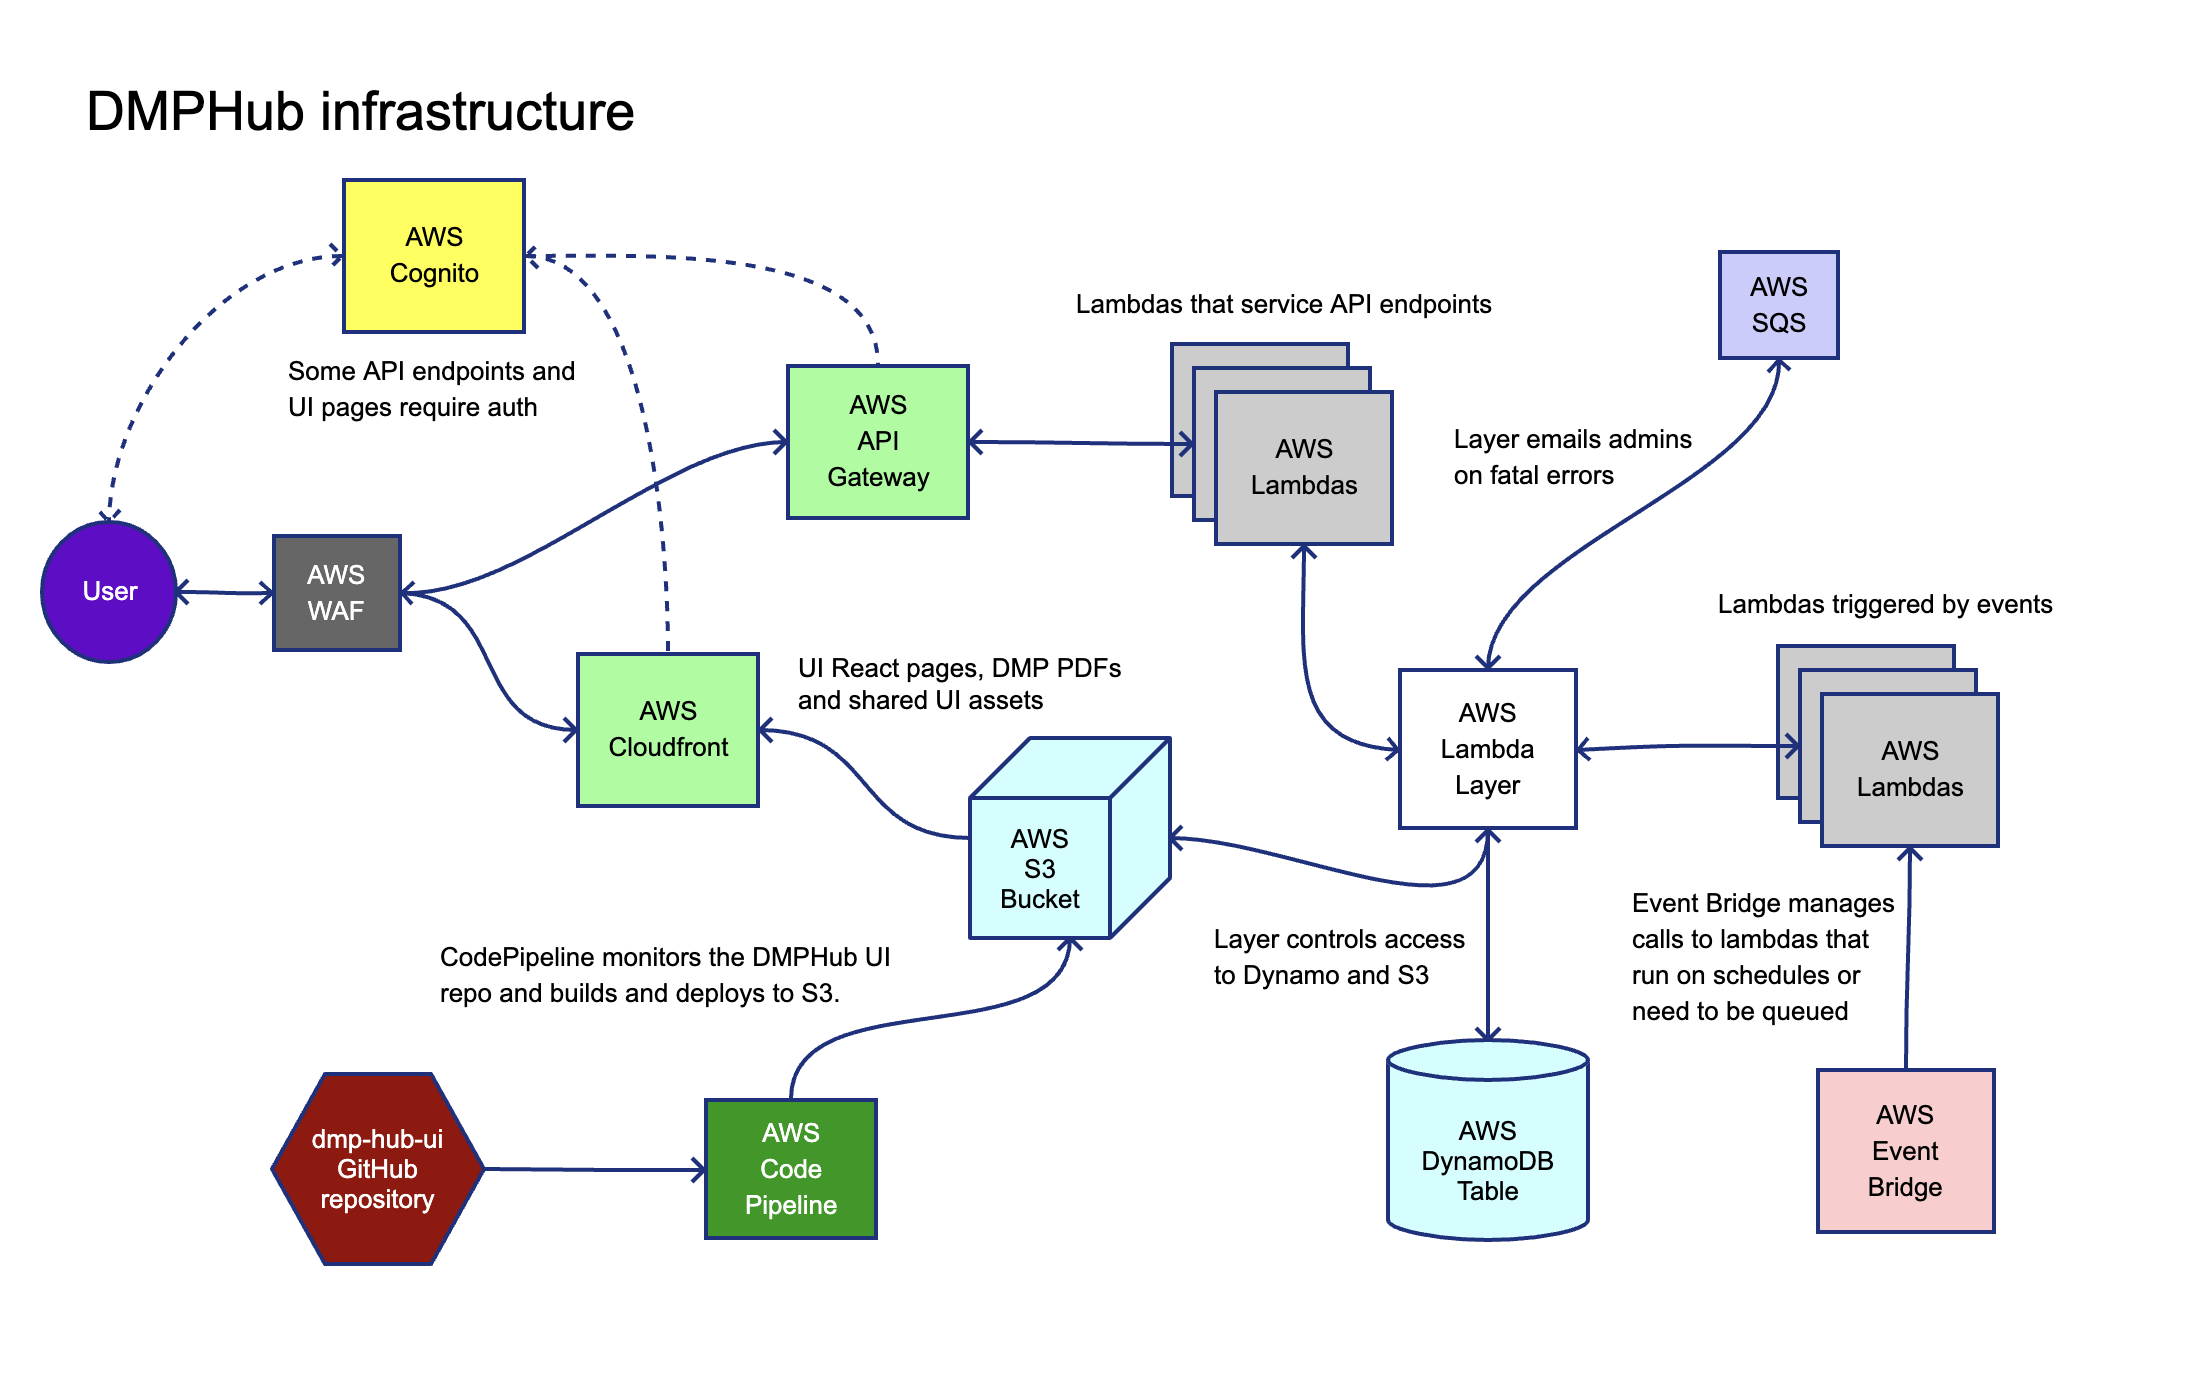 DMPHub infrastructure
AWS
Cognito
Some API endpoints and
UI pages require auth
User
AWS
WAF
AWS
API
Gateway
AWS
Cloudfront
Lambdas that service API endpoints
AWS
Lambdas
AWS
SQS
Layer emails admins
on fatal errors
Lambdas triggered by events
AWS
Lambda
Layer
AWS
Lambdas
UI React pages, DMP PDFs
and shared UI assets
AWS
S3
Bucket
CodePipeline monitors the DMPHub UI
repo and builds and deploys to S3.
Layer controls access
to Dynamo and S3
Event Bridge manages
calls to lambdas that
run on schedules or
need to be queued
dmp-hub-ui
GitHub
repository
AWS
Code
Pipeline
AWS
DynamoDB
Table
AWS
Event
Bridge